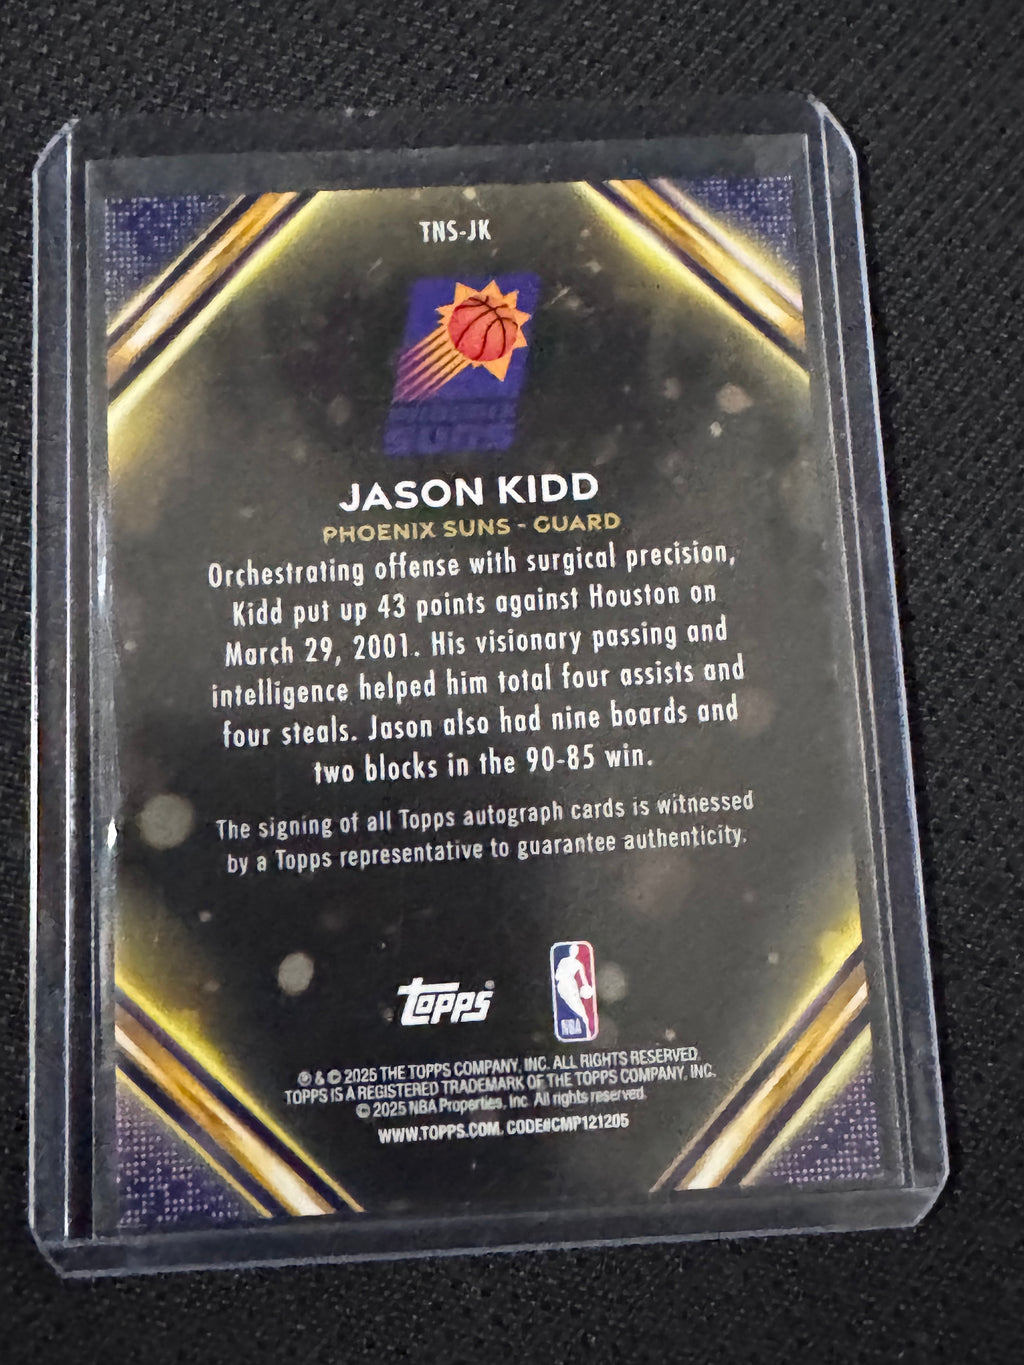 TNS-JK
SUNS
JASON KIDD
PHOENIX SUNS - GUARD
Orchestrating offense with surgical precision,
Kidd put up 43 points against Houston on
March 29, 2001. His visionary passing and
intelligence helped him total four assists and
four steals. Jason also had nine boards and
two blocks in the 90-85 win.
The signing of all Topps autograph cards is witnessed
by a Topps representative to guarantee authenticity.
topps
NBA
® & © 2025 THE TOPPS COMPANY, INC. ALL RIGHTS RESERVED.
TOPPS IS A REGISTERED TRADEMARK OF THE TOPPS COMPANY, INC.
© 2025 NBA Properties, Inc. All rights reserved.
WWW.TOPPS.COM. CODE#CMP121205